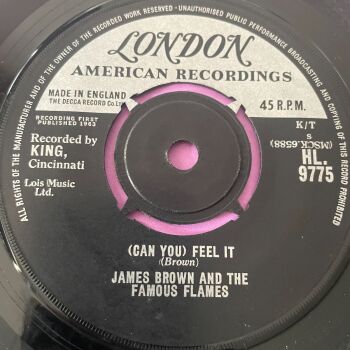 ALL RIGHTS OF THE MANUFACTURER AND OF THE OWNER OF THE RECORDED WORK RESERVED • UNAUTHORISED PUBLIC PERFORMANCE, BROADCASTING AND COPYING OF THIS RECORD PROHIBITED
LONDON
AMERICAN RECORDINGS
MADE IN ENGLAND
THE DECCA RECORD Co LTD
45 R.P.M.
RECORDING FIRST
PUBLISHED 1963
K/T
S
Recorded by
KING,
Cincinnati
(MSCK.6588)
HL.
9775
Lois Music
Ltd.
(CAN YOU) FEEL IT
(Brown)
JAMES BROWN AND THE
FAMOUS FLAMES